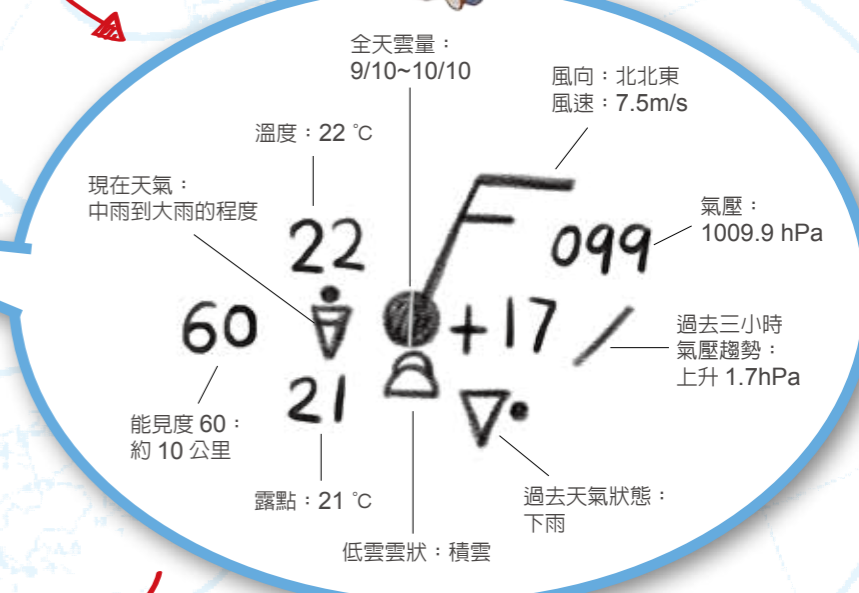 全天雲量：
9/10~10/10
風向：北北東
風速：7.5m/s
溫度：22 ℃
現在天氣：
中雨到大雨的程度
氣壓：
1009.9 hPa
22
099
60
+17
過去三小時
氣壓趨勢：
上升 1.7hPa
21
能見度 60：
約 10 公里
露點：21 ℃
過去天氣狀態：
下雨
低雲雲狀：積雲